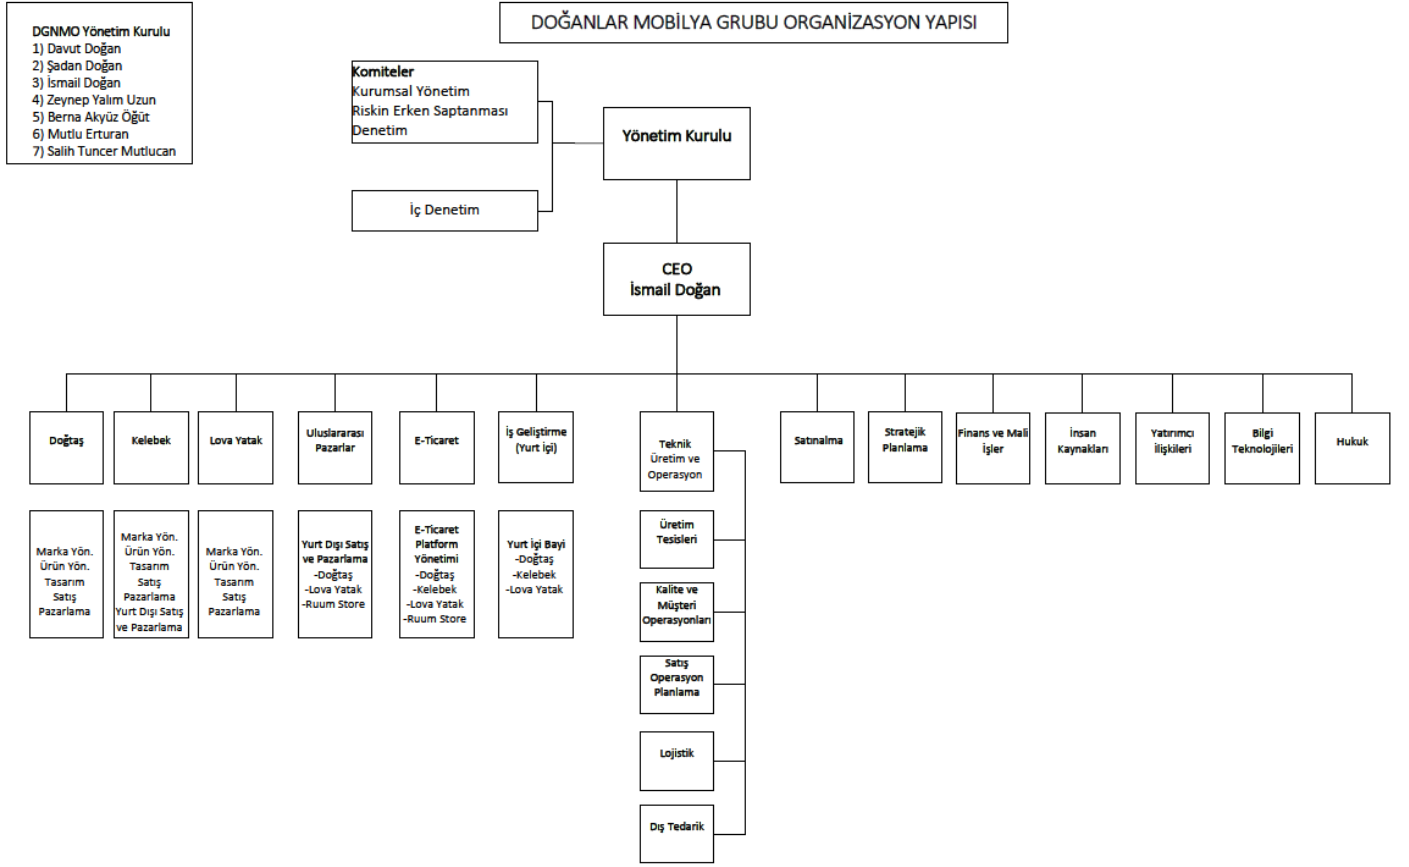 DOĞANLAR MOBİLYA GRUBU ORGANİZASYON YAPISI
DGNMO Yönetim Kurulu
1) Davut Doğan
2) Şadan Doğan
3) İsmail Doğan
4) Zeynep Yalım Uzun
5) Berna Akyüz Öğüt
6) Mutlu Erturan
7) Salih Tuncer Mutlucan
Komiteler
Kurumsal Yönetim
Riskin Erken Saptanması
Denetim
Yönetim Kurulu
İç Denetim
CEO
İsmail Doğan
Doğtaş
Kelebek
Lova Yatak
Uluslararası
Pazarlar
E-Ticaret
İş Geliştirme
(Yurt İçi)
Teknik
Üretim ve
Operasyon
Satınalma
Stratejik
Planlama
Finans ve Mali
İşler
İnsan
Kaynakları
Yatırımcı
İlişkileri
Bilgi
Teknolojileri
Hukuk
Marka Yön.
Ürün Yön.
Tasarım
Satış
Pazarlama
Marka Yön.
Ürün Yön.
Tasarım
Satış
Pazarlama
Yurt Dışı Satış
ve Pazarlama
Marka Yön.
Ürün Yön.
Tasarım
Satış
Pazarlama
Yurt Dışı Satış
ve Pazarlama
-Doğtaş
-Lova Yatak
-Ruum Store
E-Ticaret
Platform
Yönetimi
-Doğtaş
-Kelebek
-Lova Yatak
-Ruum Store
Yurt İçi Bayi
-Doğtaş
-Kelebek
-Lova Yatak
Üretim
Tesisleri
Kalite ve
Müşteri
Operasyonları
Satış
Operasyon
Planlama
Lojistik
Dış Tedarik